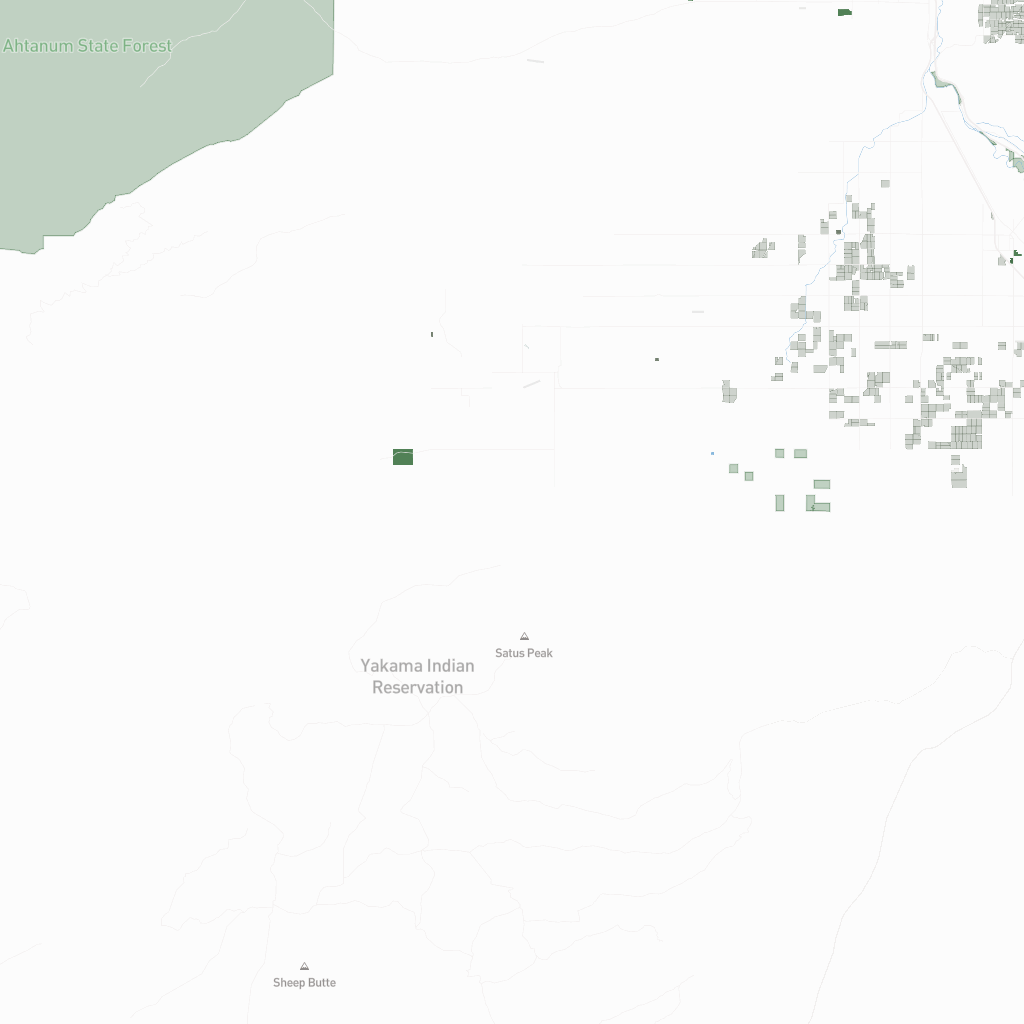 Ahtanum State Forest
Satus Peak
Yakama Indian
Reservation
Sheep Butte